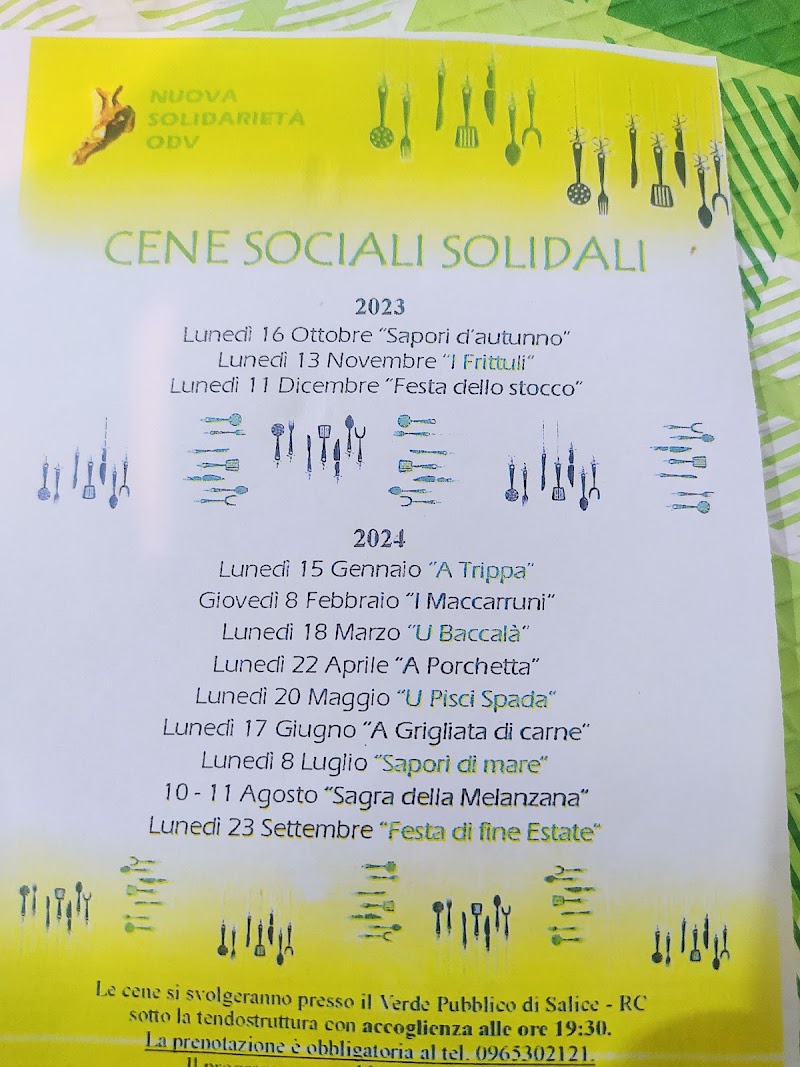 NUOVA
SOLIDARIETÀ
ODV
CENE SOCIALI SOLIDALI
2023
Lunedì 16 Ottobre "Sapori d'autunno"
Lunedì 13 Novembre "I Frittuli"
Lunedì 11 Dicembre "Festa dello stocco"
2024
Lunedì 15 Gennaio "A Trippa"
Giovedì 8 Febbraio "I Maccarruni"
Lunedì 18 Marzo "U Baccalà"
Lunedì 22 Aprile "A Porchetta"
Lunedì 20 Maggio "U Pisci Spada"
Lunedì 17 Giugno "A Grigliata di carne"
Lunedì 8 Luglio "Sapori di mare"
10 - 11 Agosto "Sagra della Melanzana"
Lunedì 23 Settembre "Festa di fine Estate"
Le cene si svolgeranno presso il Verde Pubblico di Salice - RC
sotto la tendostruttura con accoglienza alle ore 19:30.
La prenotazione è obbligatoria al tel. 0965302121.
Il